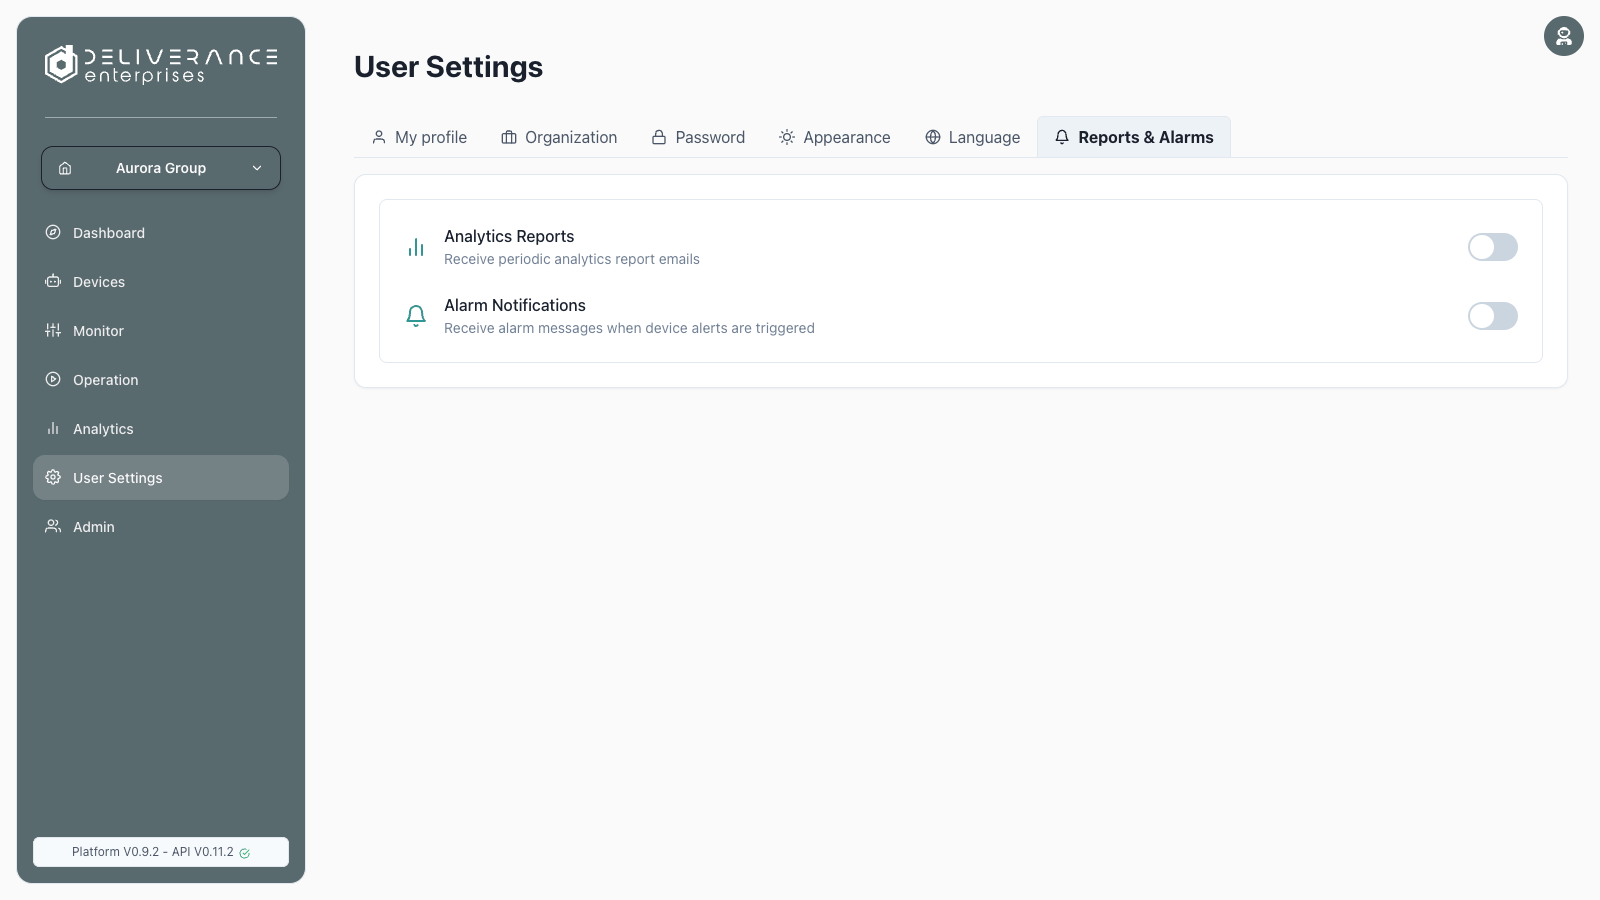 DELIVERANCE
enterprises
Aurora Group
Dashboard
Devices
Monitor
Operation
Analytics
User Settings
Admin
Platform V0.9.2 - API V0.11.2
User Settings
My profile
Organization
Password
Appearance
Language
Reports & Alarms
Analytics Reports
Receive periodic analytics report emails
Alarm Notifications
Receive alarm messages when device alerts are triggered